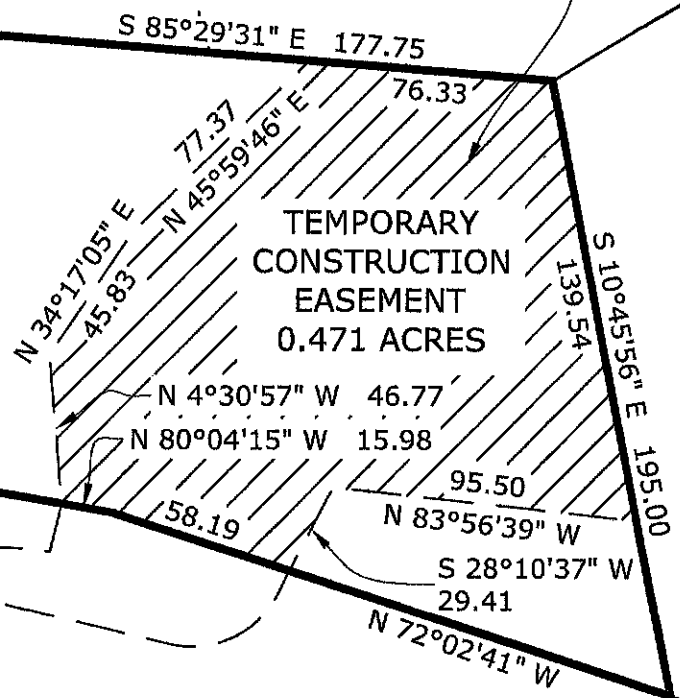 S 85°29'31" E 177.75
76.33
77.37
N 45°59'46" E
N 34°17'05" E
45.83
TEMPORARY
CONSTRUCTION
EASEMENT
0.471 ACRES
S 10°45'56" E 195.00
139.54
N 4°30'57" W 46.77
N 80°04'15" W 15.98
95.50
N 83°56'39" W
58.19
S 28°10'37" W
29.41
N 72°02'41" W